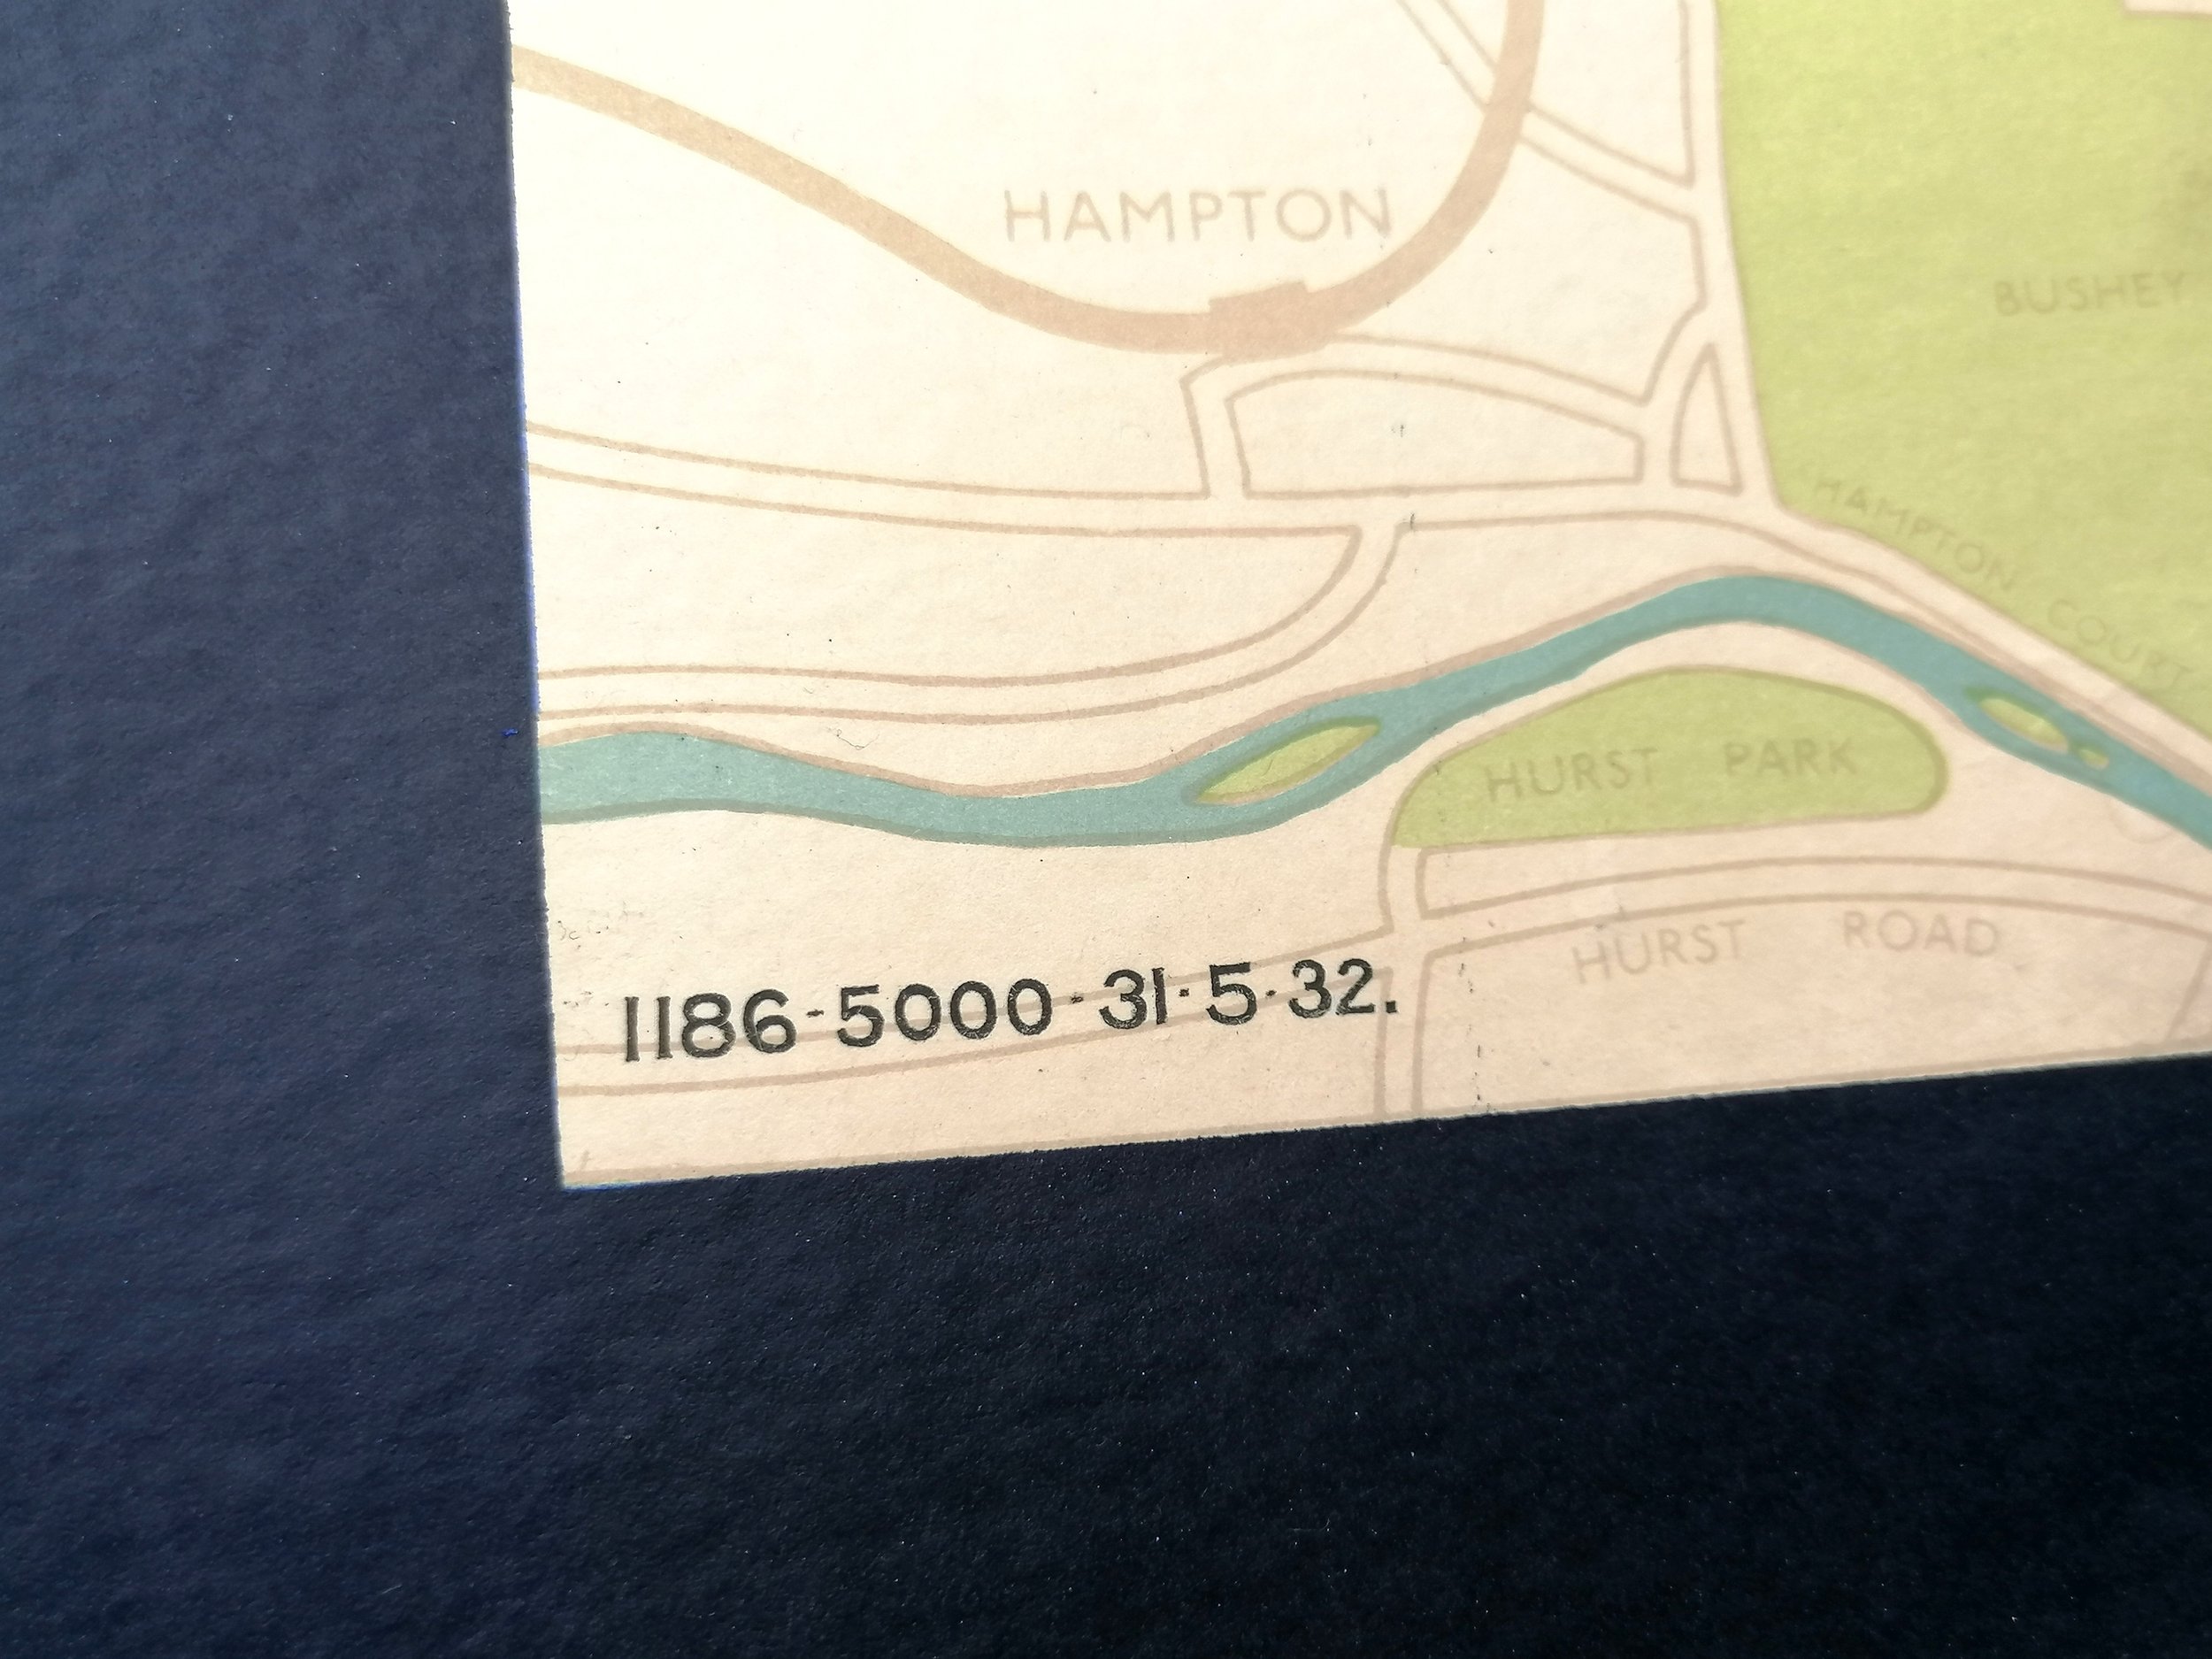 HAMPTON
BUSHEY
HAMPTON COURT
HURST PARK
HURST ROAD
1186-5000·31·5·32.